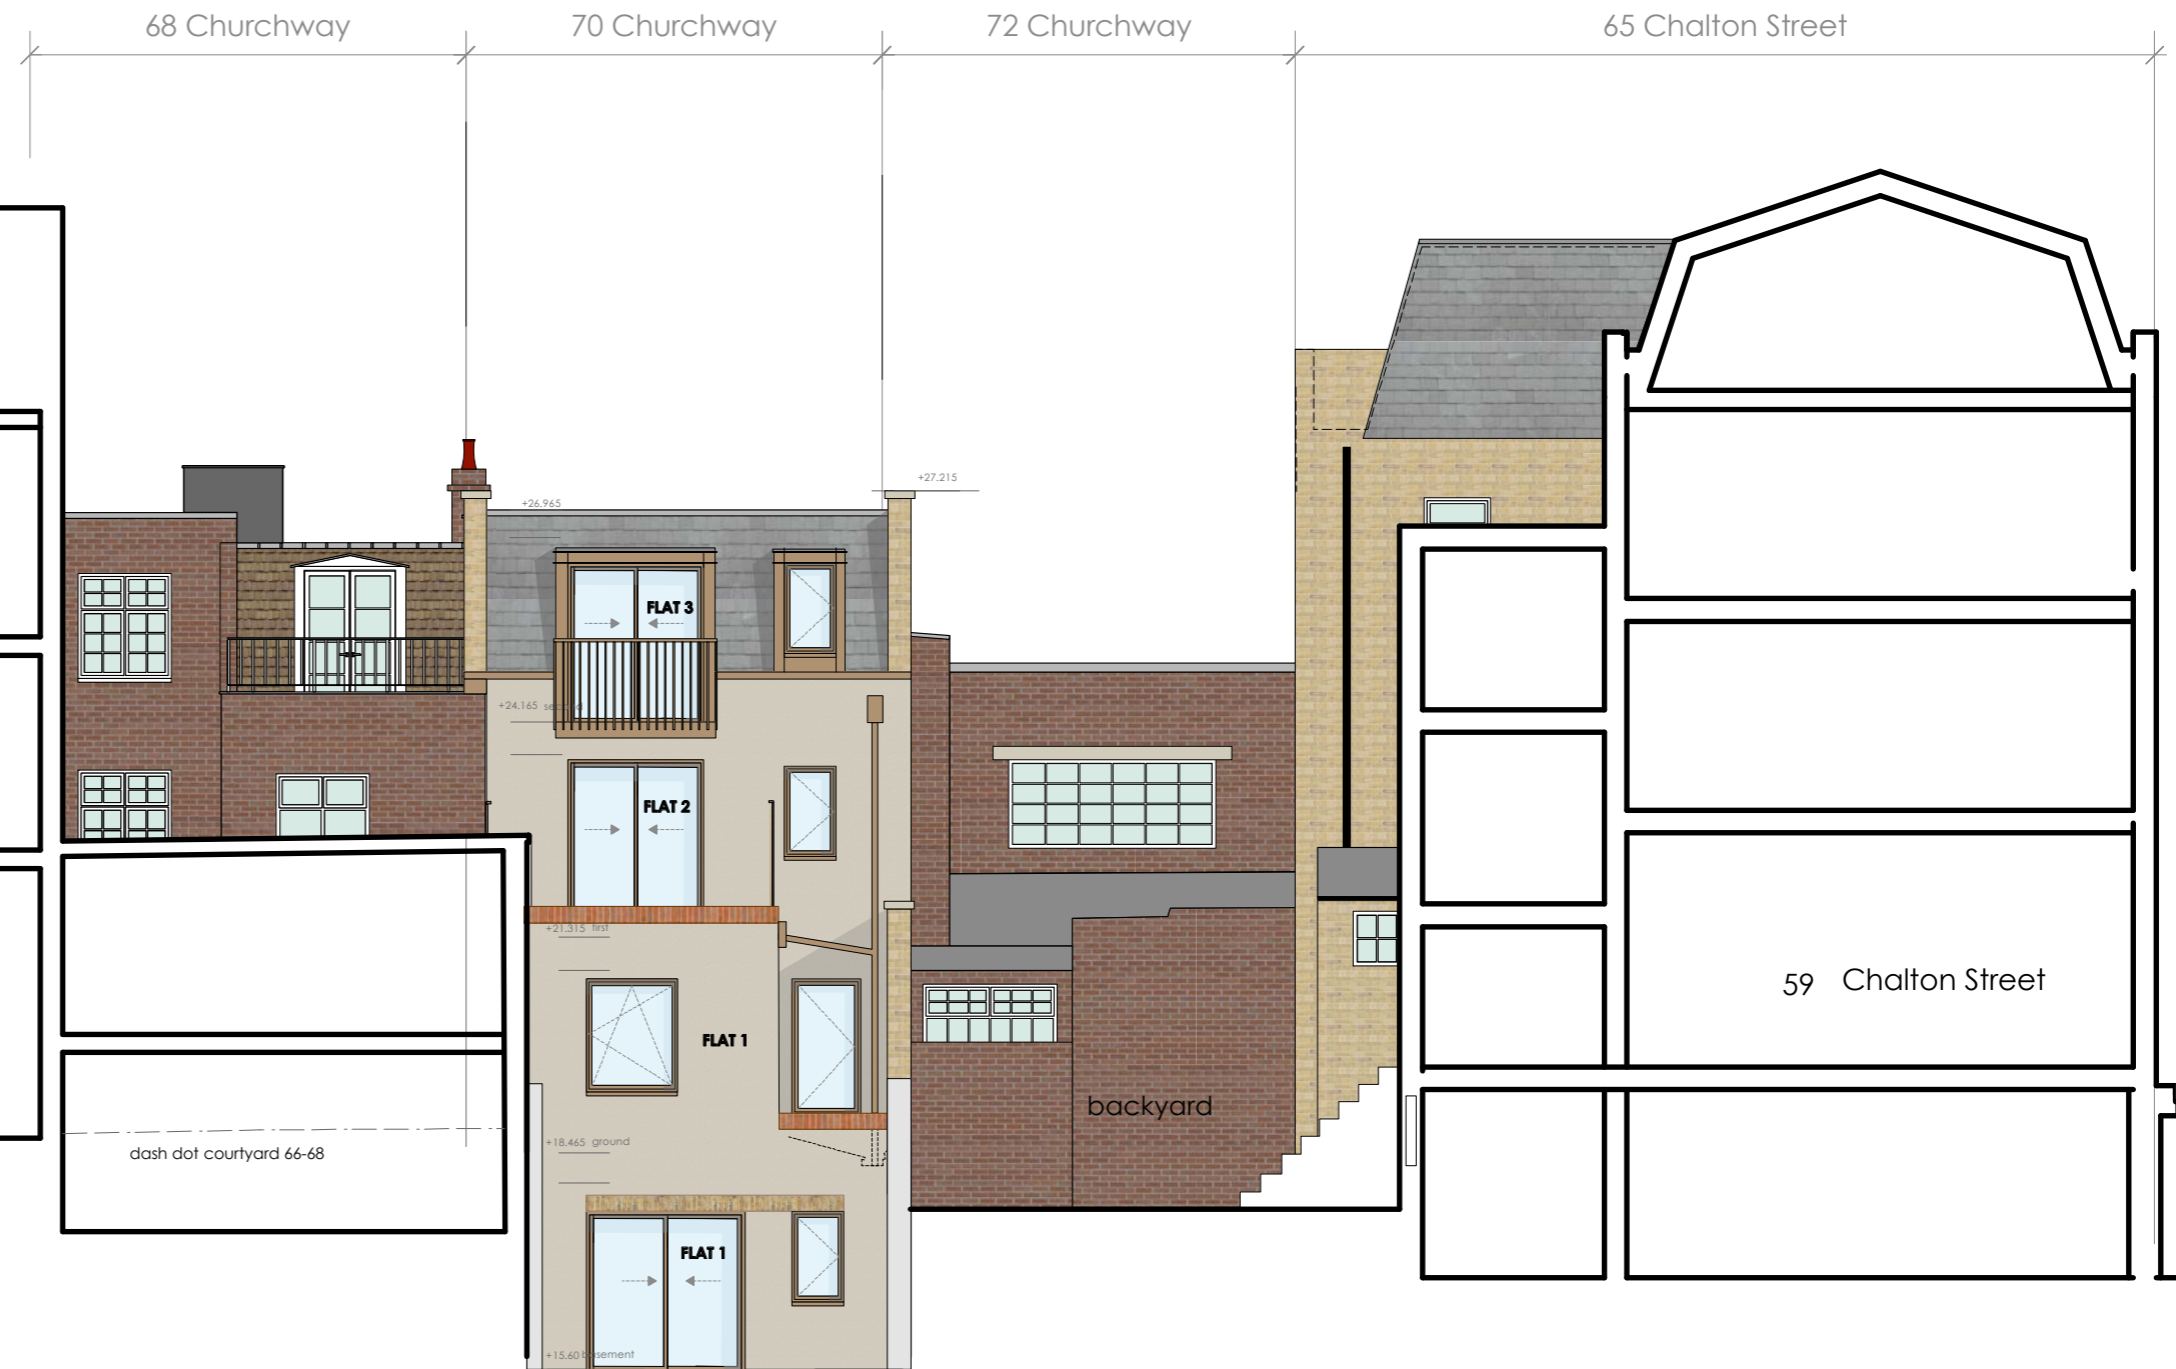 68 Churchway
70 Churchway
72 Churchway
65 Chalton Street
+27.215
+26.965
FLAT 3
+24.165 second
FLAT 2
+21.315 first
59 Chalton Street
FLAT 1
backyard
+18.465 ground
dash dot courtyard 66-68
FLAT 1
+15.60 basement